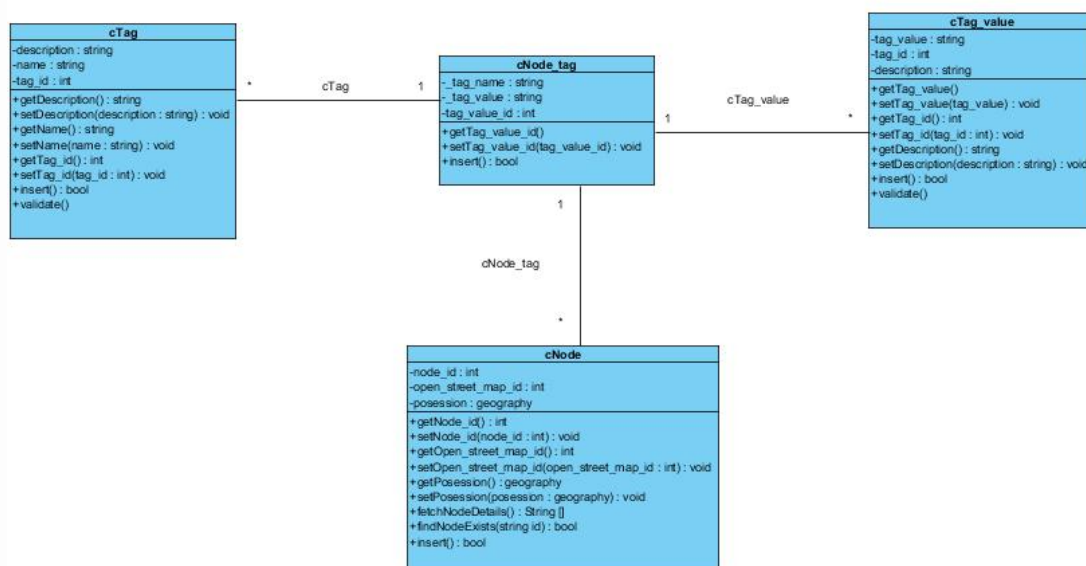 cTag
-description : string
-name : string
-tag_id : int
+getDescription() : string
+setDescription(description : string) : void
+getName() : string
+setName(name : string) : void
+getTag_id() : int
+setTag_id(tag_id : int) : void
+insert() : bool
+validate()
*
cTag
1
cNode_tag
-_tag_name : string
-_tag_value : string
-tag_value_id : int
+getTag_value_id()
+setTag_value_id(tag_value_id) : void
+insert() : bool
1
cTag_value
*
cTag_value
-tag_value : string
-tag_id : int
-description : string
+getTag_value()
+setTag_value(tag_value) : void
+getTag_id() : int
+setTag_id(tag_id : int) : void
+getDescription() : string
+setDescription(description : string) : void
+insert() : bool
+validate()
1
cNode_tag
*
cNode
-node_id : int
-open_street_map_id : int
-posession : geography
+getNode_id() : int
+setNode_id(node_id : int) : void
+getOpen_street_map_id() : int
+setOpen_street_map_id(open_street_map_id : int) : void
+getPosession() : geography
+setPosession(posession : geography) : void
+fetchNodeDetails() : String []
+findNodeExists(string id) : bool
+insert() : bool